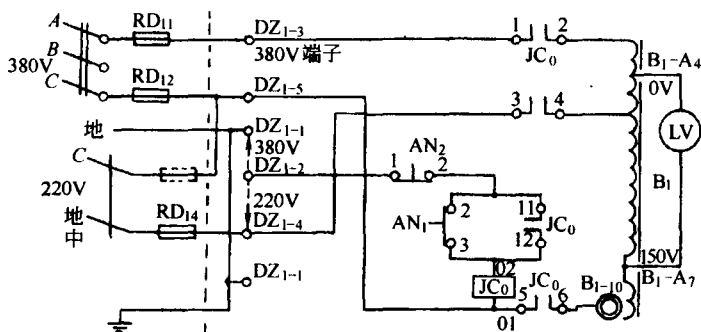 A
RD11
DZ1-3
1
2
380V端子
JC0
B
380V
RD12
C
DZ1-5
B1-A4
0V
3
4
LV
地
DZ1-1
380V
C
DZ1-2
AN2
1
2
B1
220V
220V
2
11
AN1
JC0
地
中
RD14
DZ1-4
3
12
02
150V
DZ1-1
JC0
JC0
B1-10
B1-A7
5
6
01